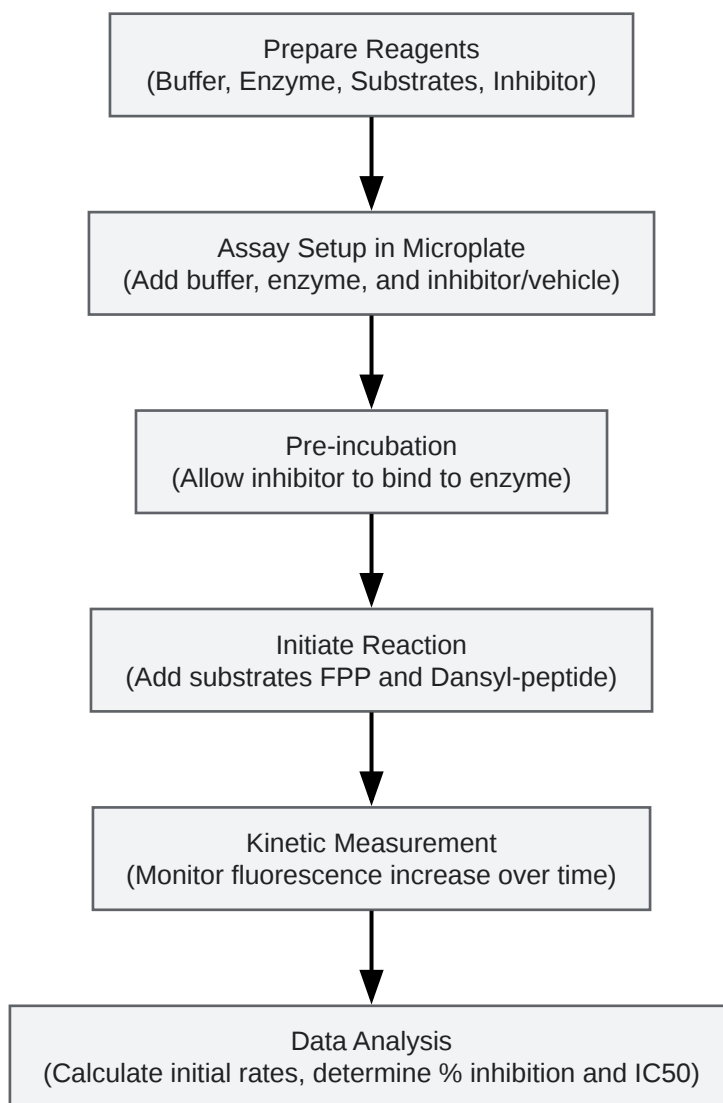 Prepare Reagents
(Buffer, Enzyme, Substrates, Inhibitor)
Assay Setup in Microplate
(Add buffer, enzyme, and inhibitor/vehicle)
Pre-incubation
(Allow inhibitor to bind to enzyme)
Initiate Reaction
(Add substrates FPP and Dansyl-peptide)
Kinetic Measurement
(Monitor fluorescence increase over time)
Data Analysis
(Calculate initial rates, determine % inhibition and IC50)